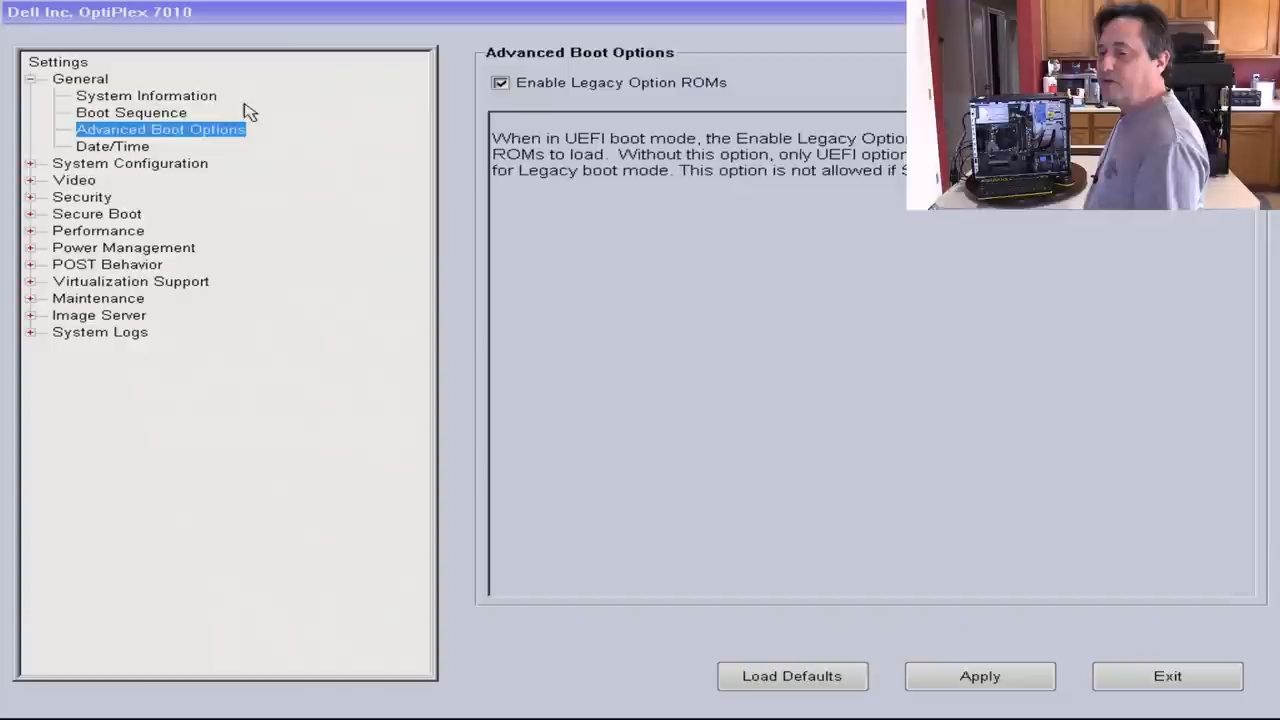 Dell Inc. OptiPlex 7010
Settings
General
System Information
Boot Sequence
Advanced Boot Options
Date/Time
System Configuration
Video
Security
Secure Boot
Performance
Power Management
POST Behavior
Virtualization Support
Maintenance
Image Server
System Logs
Advanced Boot Options
Enable Legacy Option ROMs
When in UEFI boot mode, the Enable Legacy Optio
ROMs to load. Without this option, only UEFI option
for Legacy boot mode. This option is not allowed if S
Load Defaults
Apply
Exit